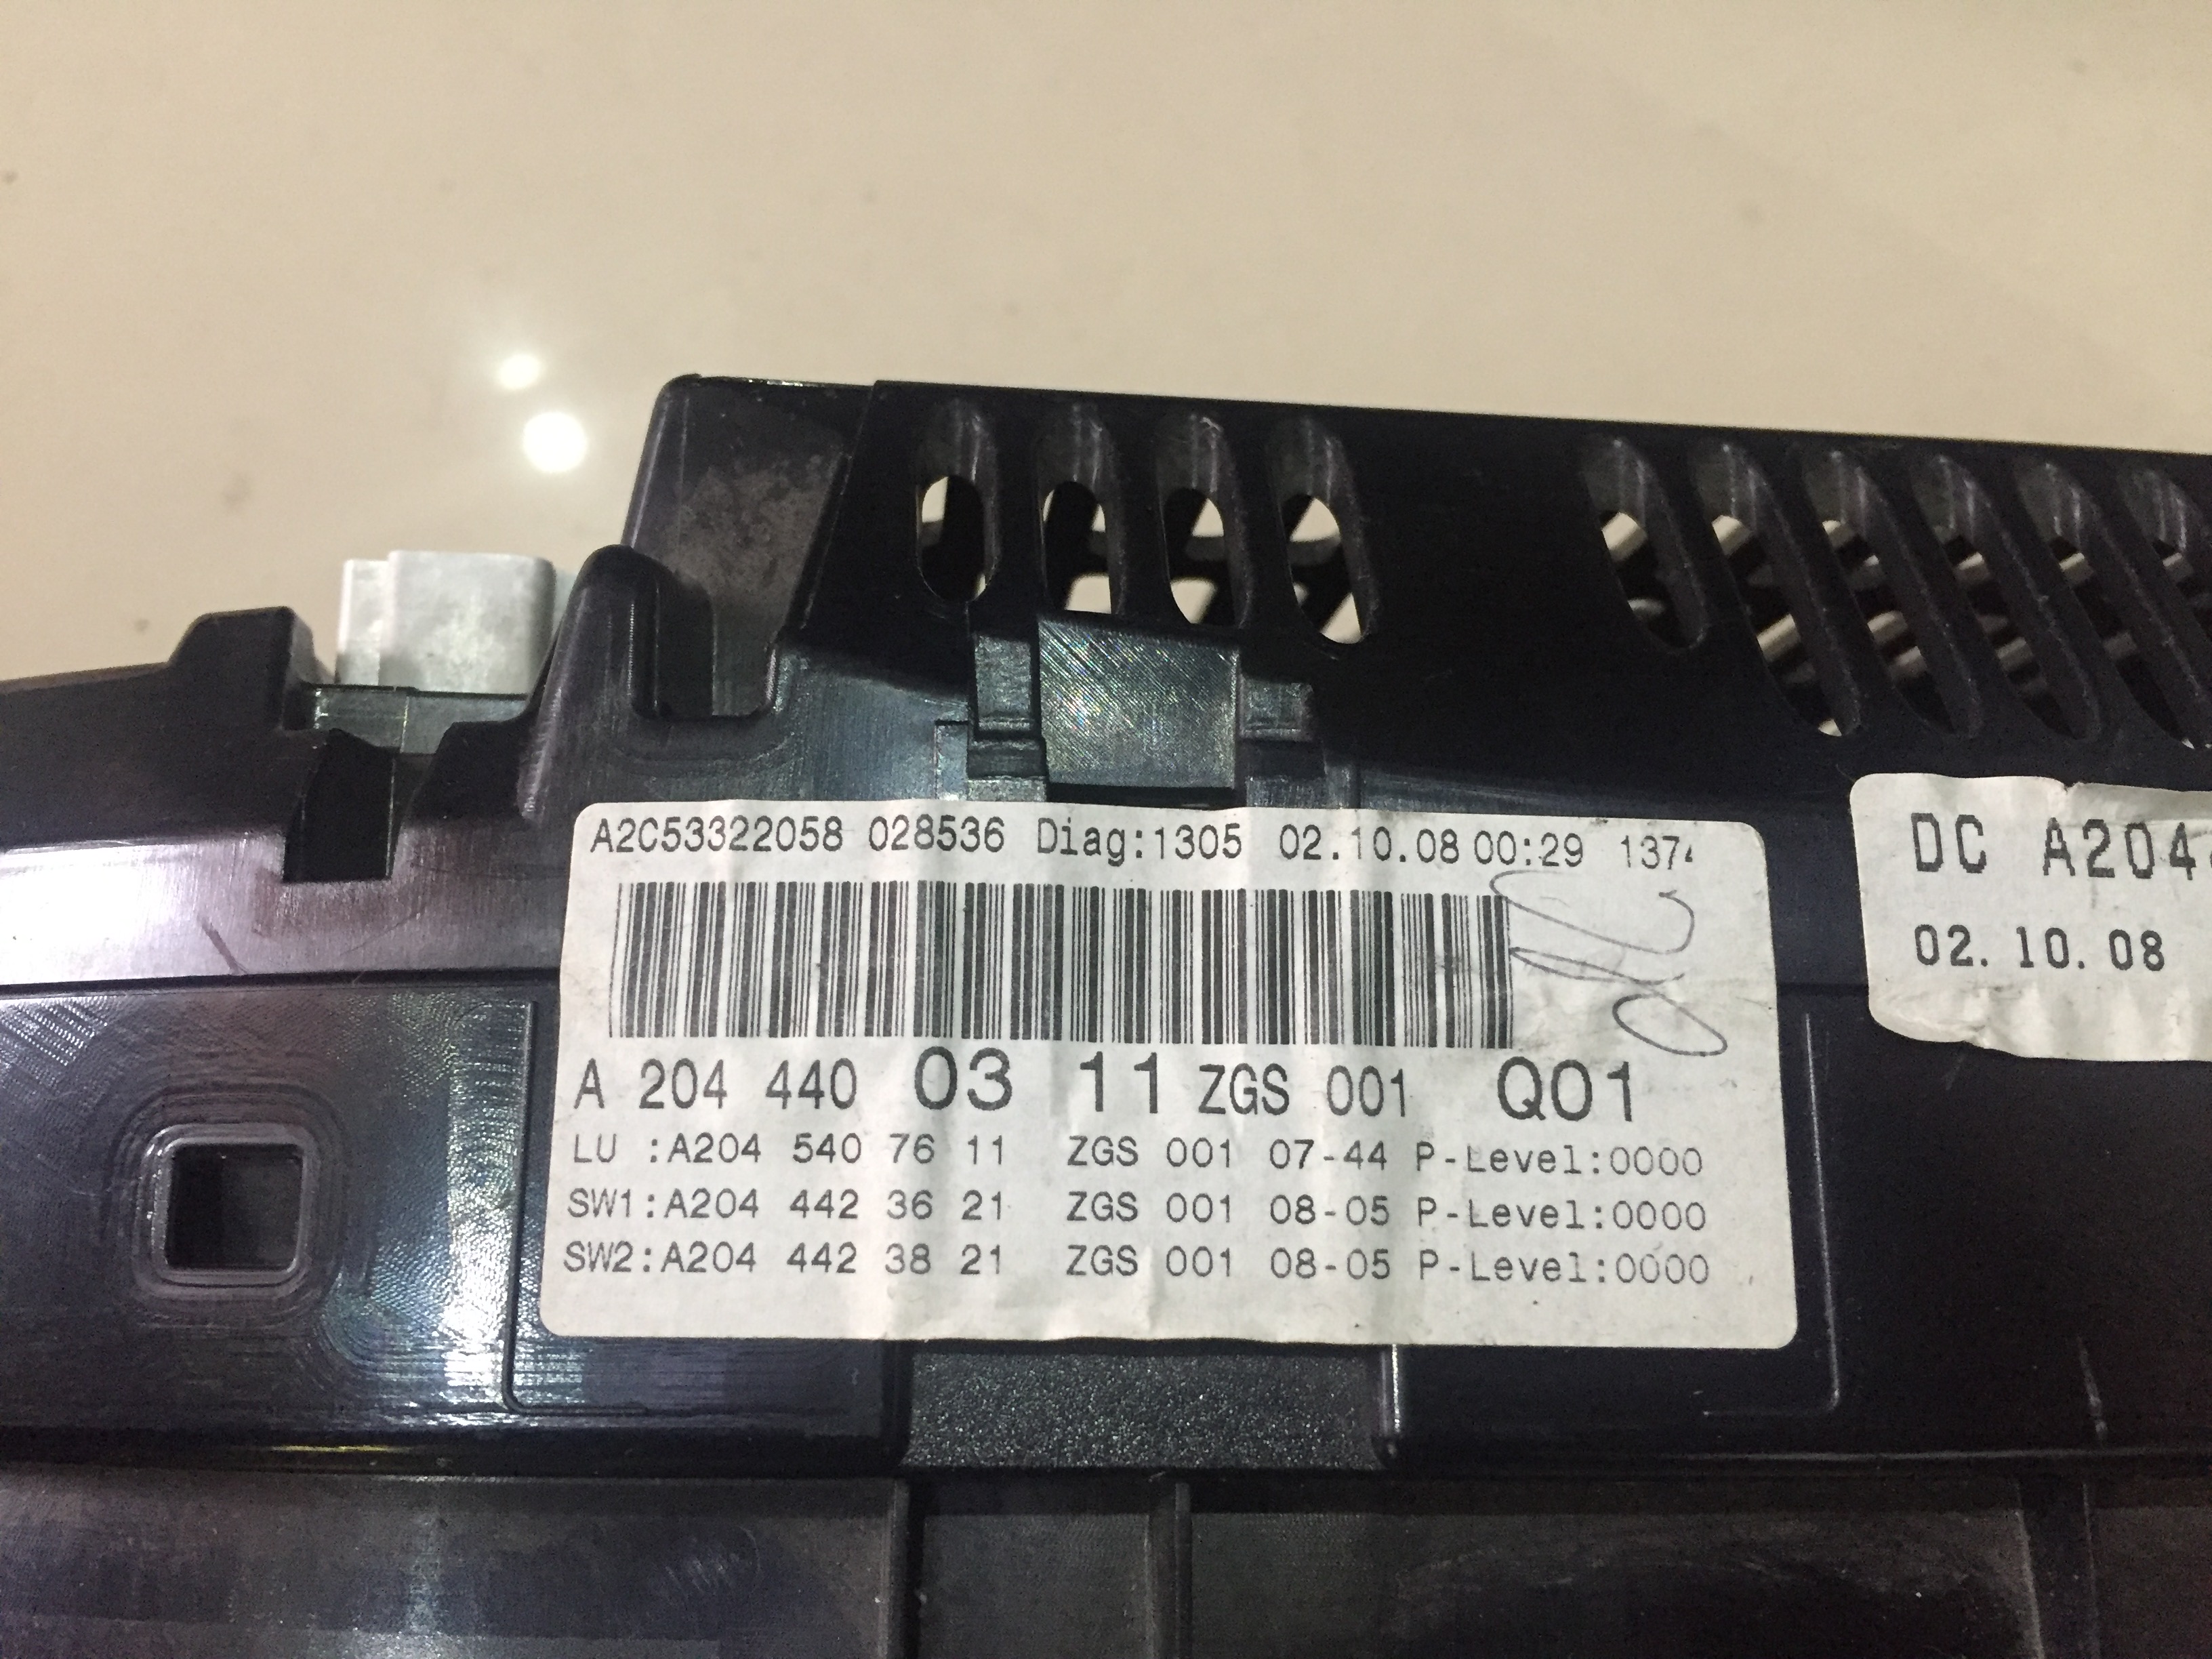 A2C53322058 028536 Diag:1305 02.10.08 00:29 137
A 204 440 03 11 ZGS 001 Q01
LU :A204 540 76 11 ZGS 001 07-44 P-Level:0000
SW1:A204 442 36 21 ZGS 001 08-05 P-Level:0000
SW2:A204 442 38 21 ZGS 001 08-05 P-Level:0000
DC A204
02.10.08